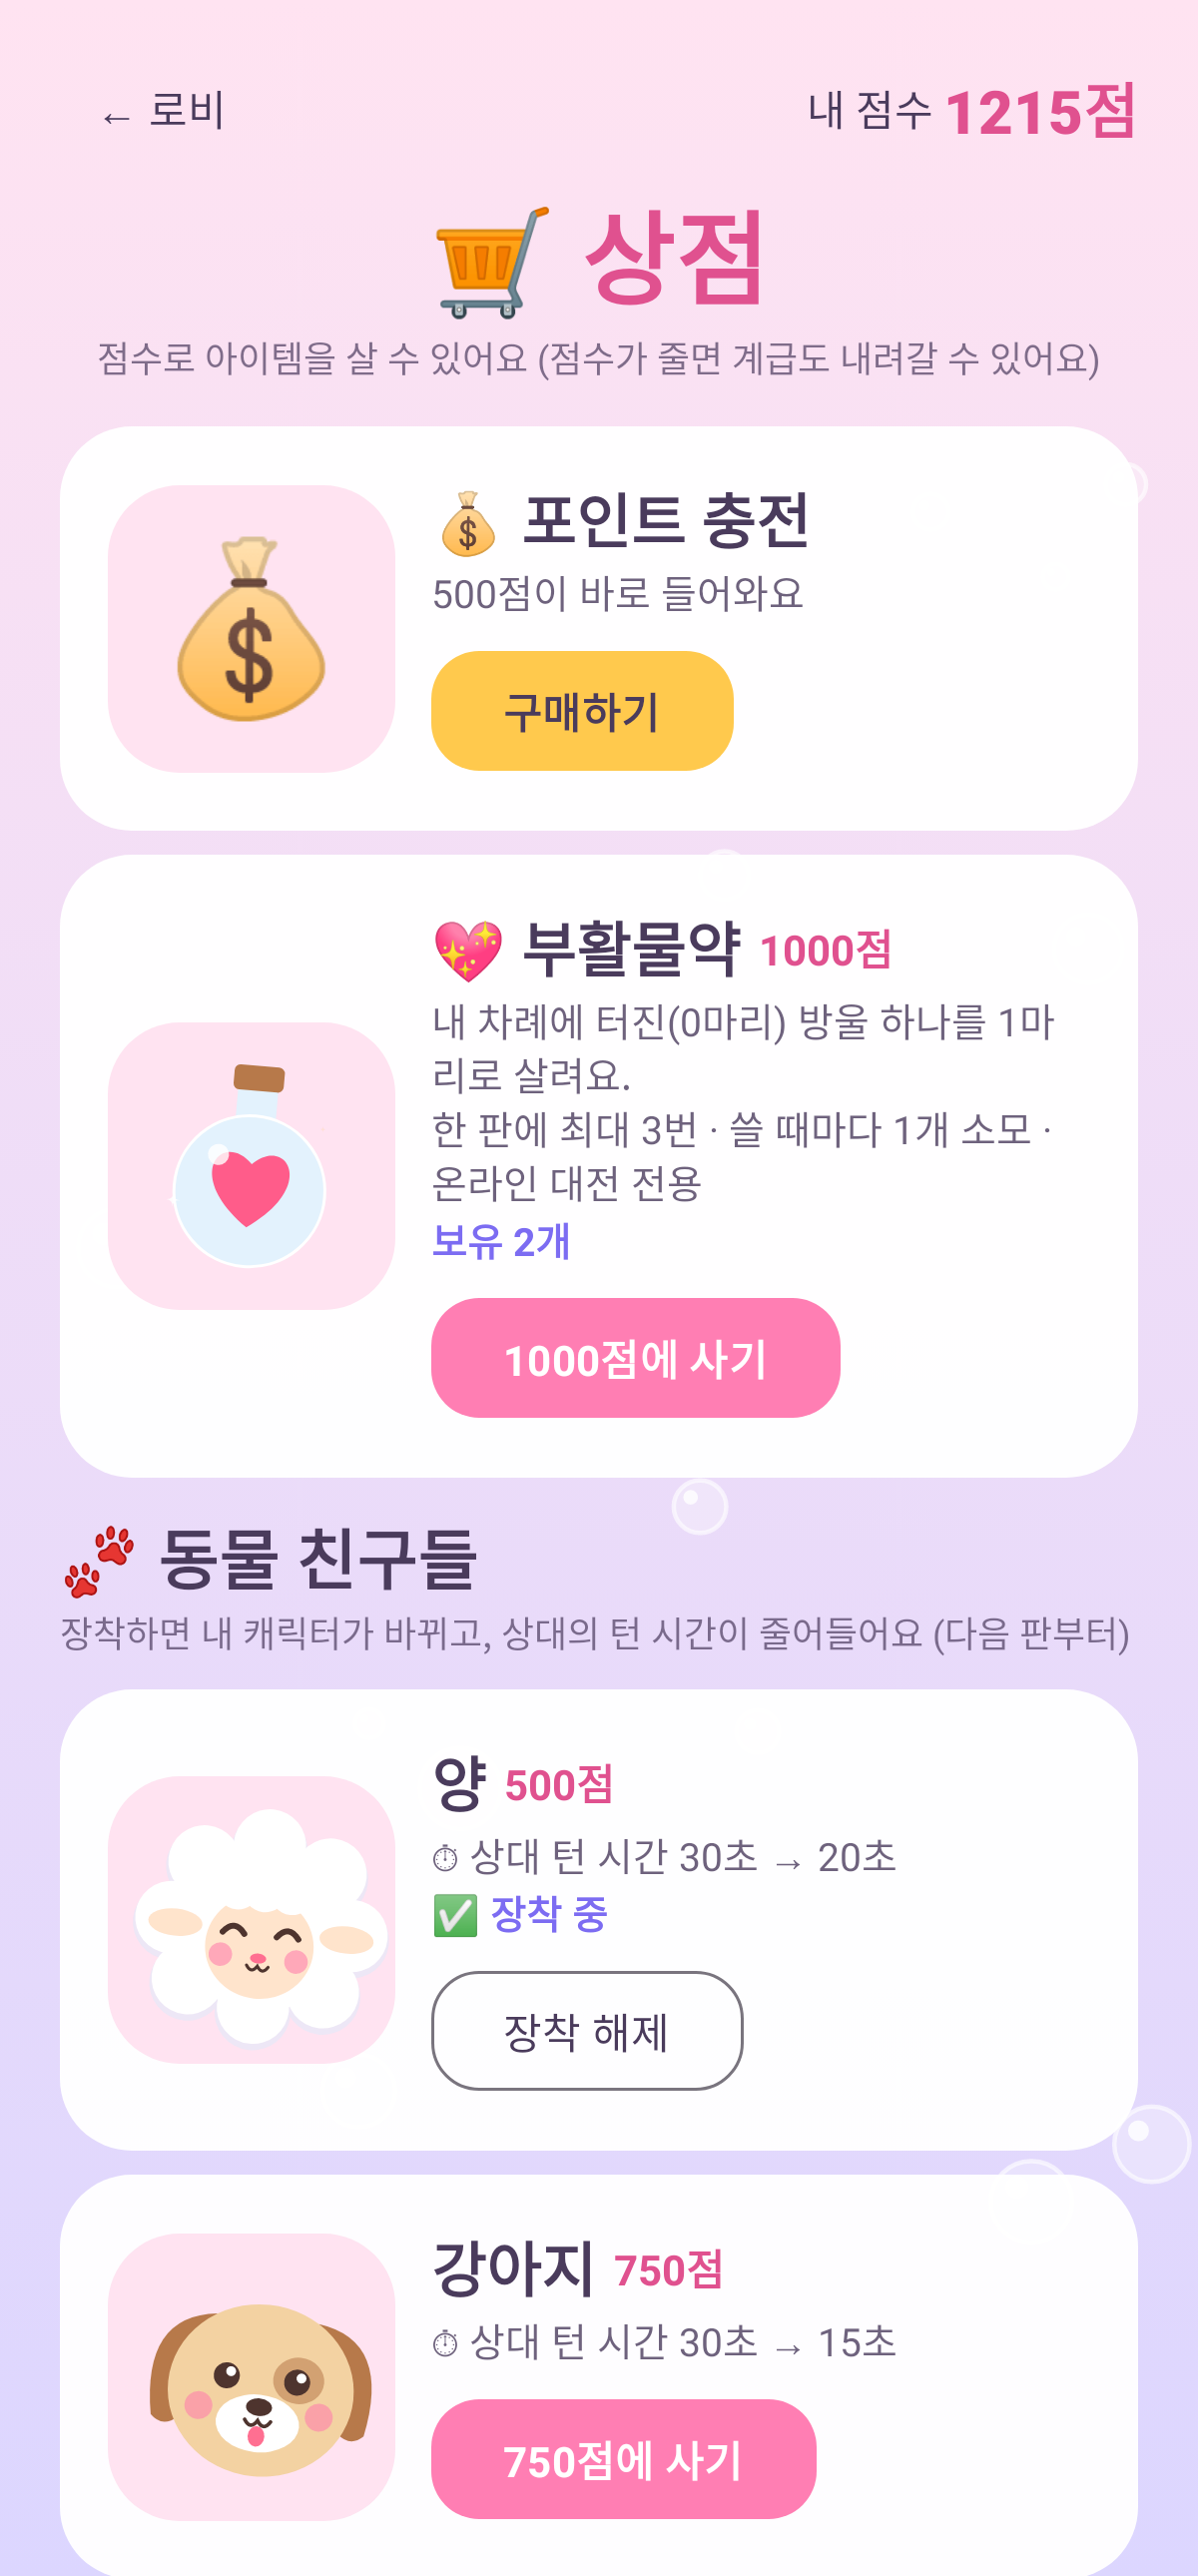 ← 로비
내 점수 1215점
🛒 상점
점수로 아이템을 살 수 있어요 (점수가 줄면 계급도 내려갈 수 있어요)
💰 포인트 충전
500점이 바로 들어와요
구매하기
💖 부활물약 1000점
내 차례에 터진(0마리) 방울 하나를 1마
리로 살려요.
한 판에 최대 3번 · 쓸 때마다 1개 소모 ·
온라인 대전 전용
보유 2개
1000점에 사기
🐾 동물 친구들
장착하면 내 캐릭터가 바뀌고, 상대의 턴 시간이 줄어들어요 (다음 판부터)
양 500점
⏱ 상대 턴 시간 30초 → 20초
✅ 장착 중
장착 해제
강아지 750점
⏱ 상대 턴 시간 30초 → 15초
750점에 사기